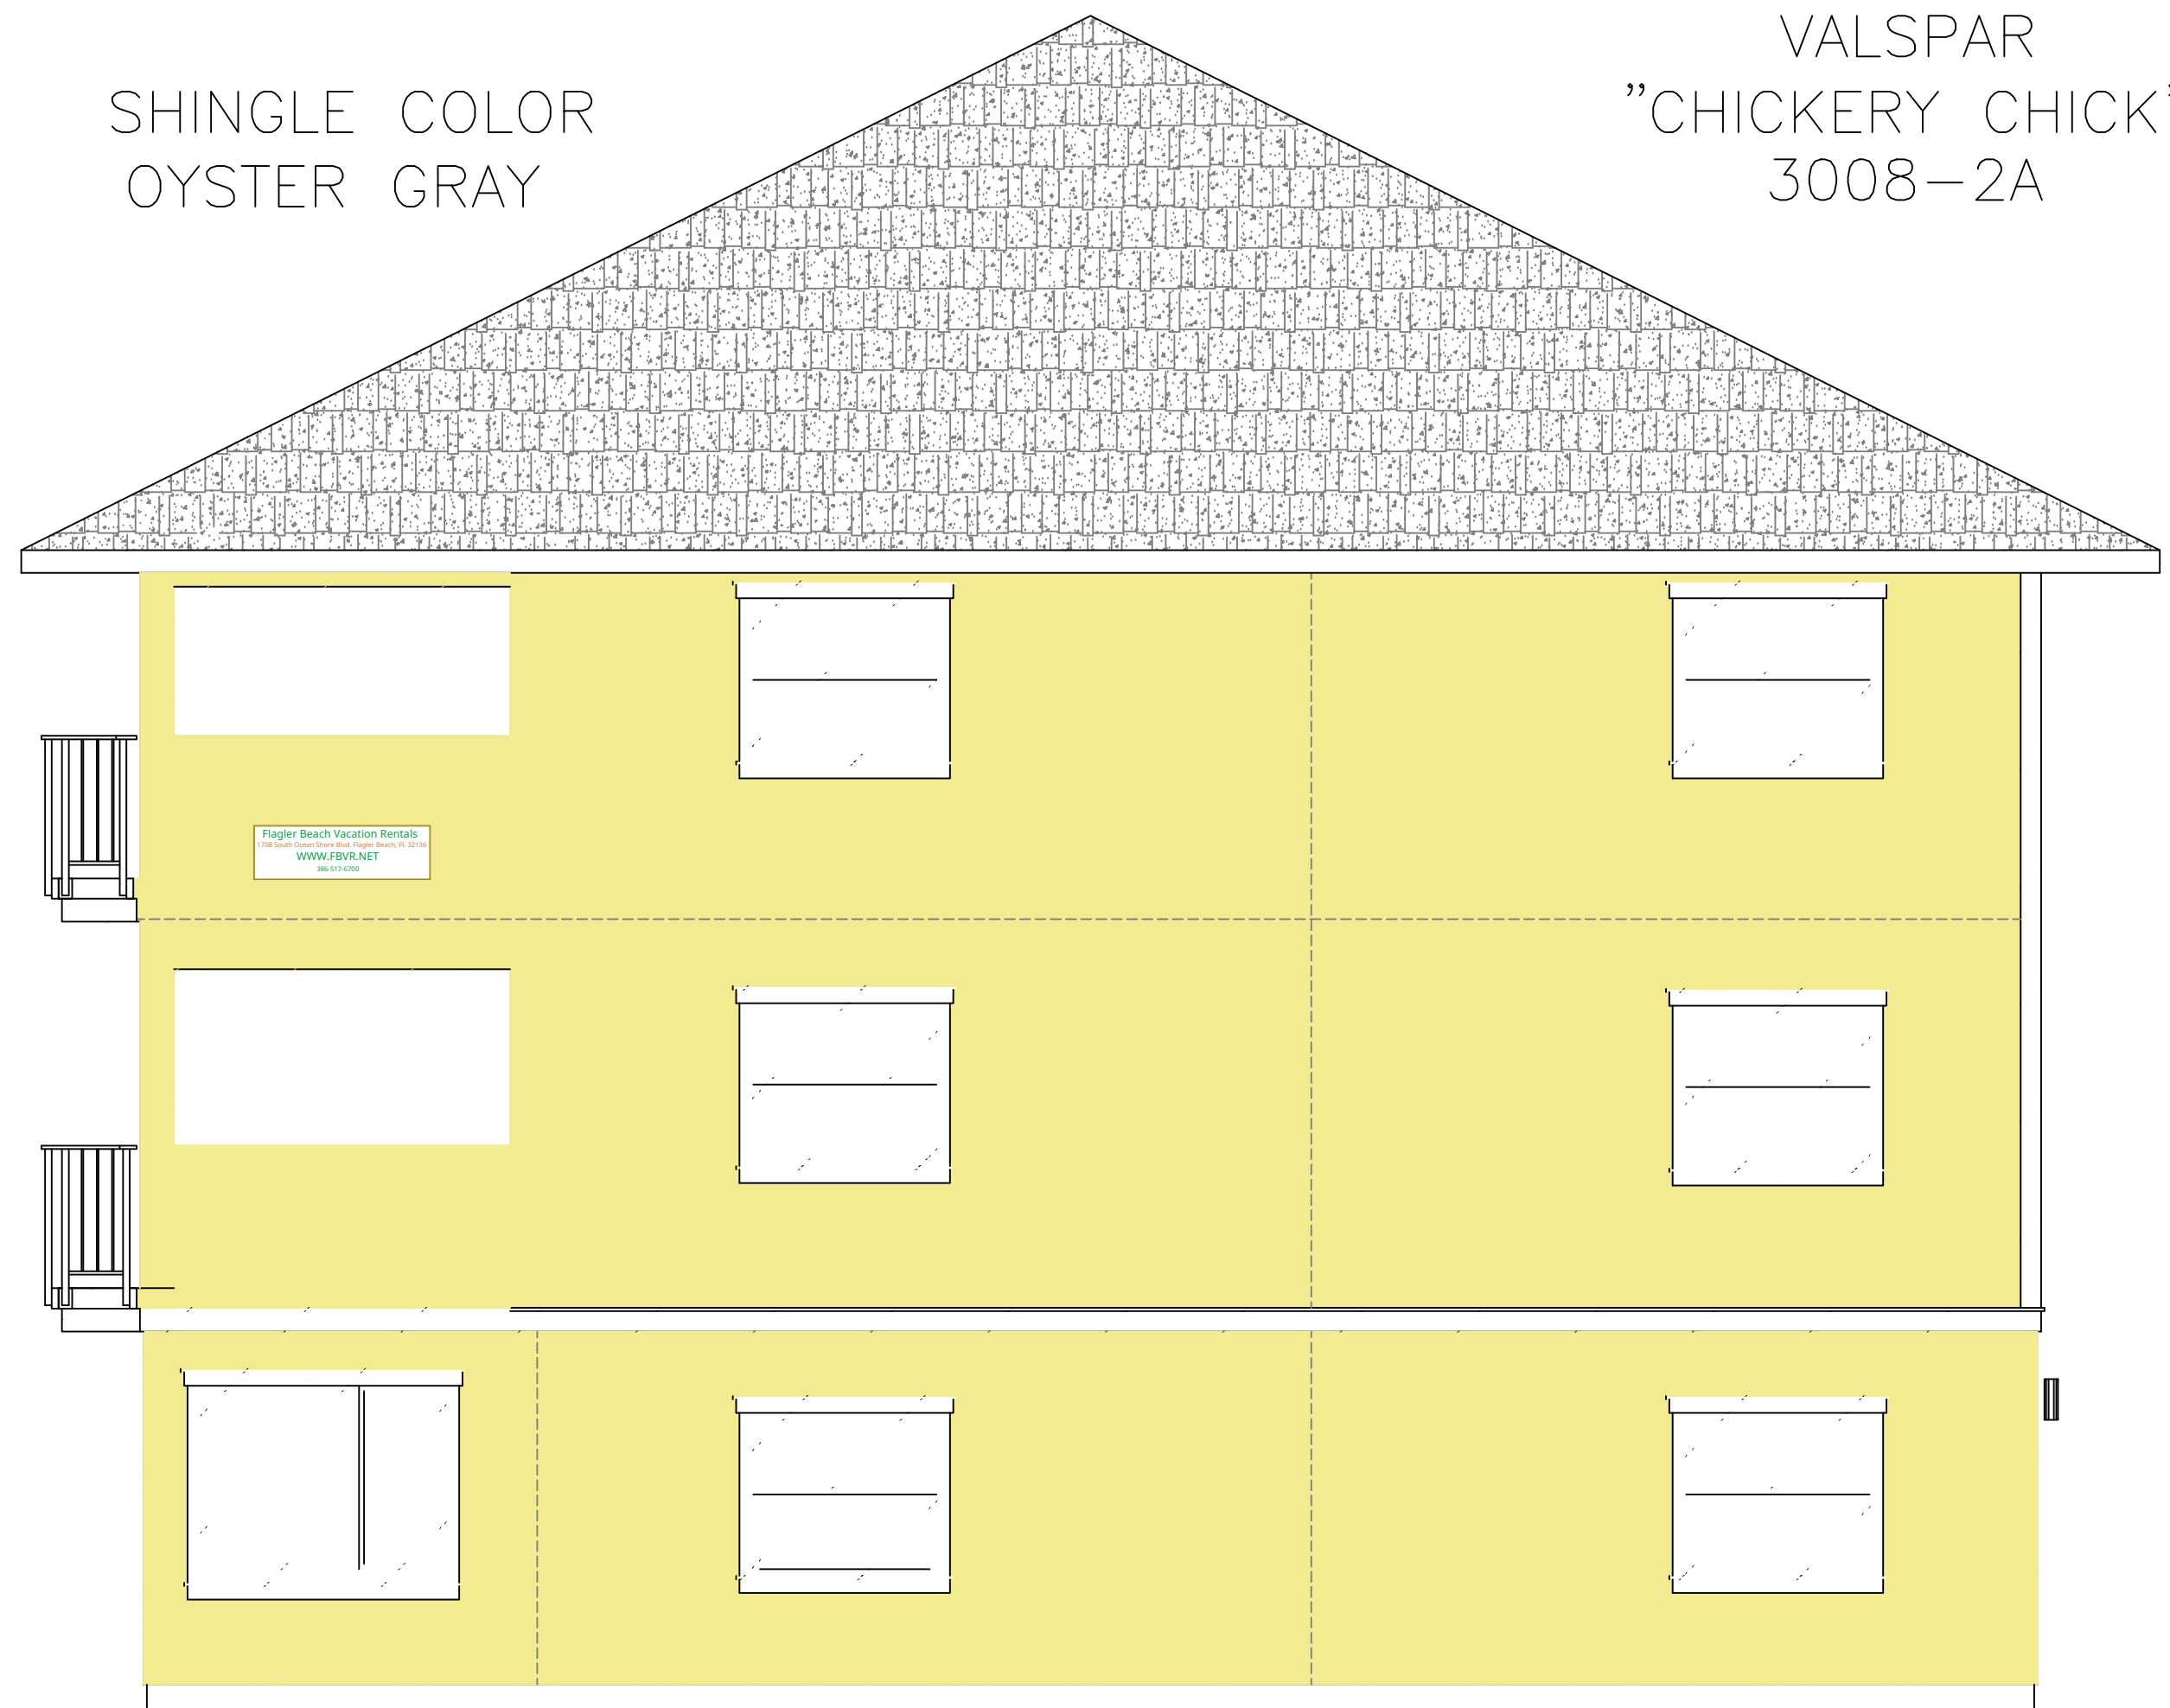 SHINGLE COLOR
OYSTER GRAY
VALSPAR
"CHICKERY CHICK"
3008-2A
Flagler Beach Vacation Rentals
1708 South Ocean Shore Blvd. Flagler Beach, Fl. 32136
WWW.FBVR.NET
386-517-6700